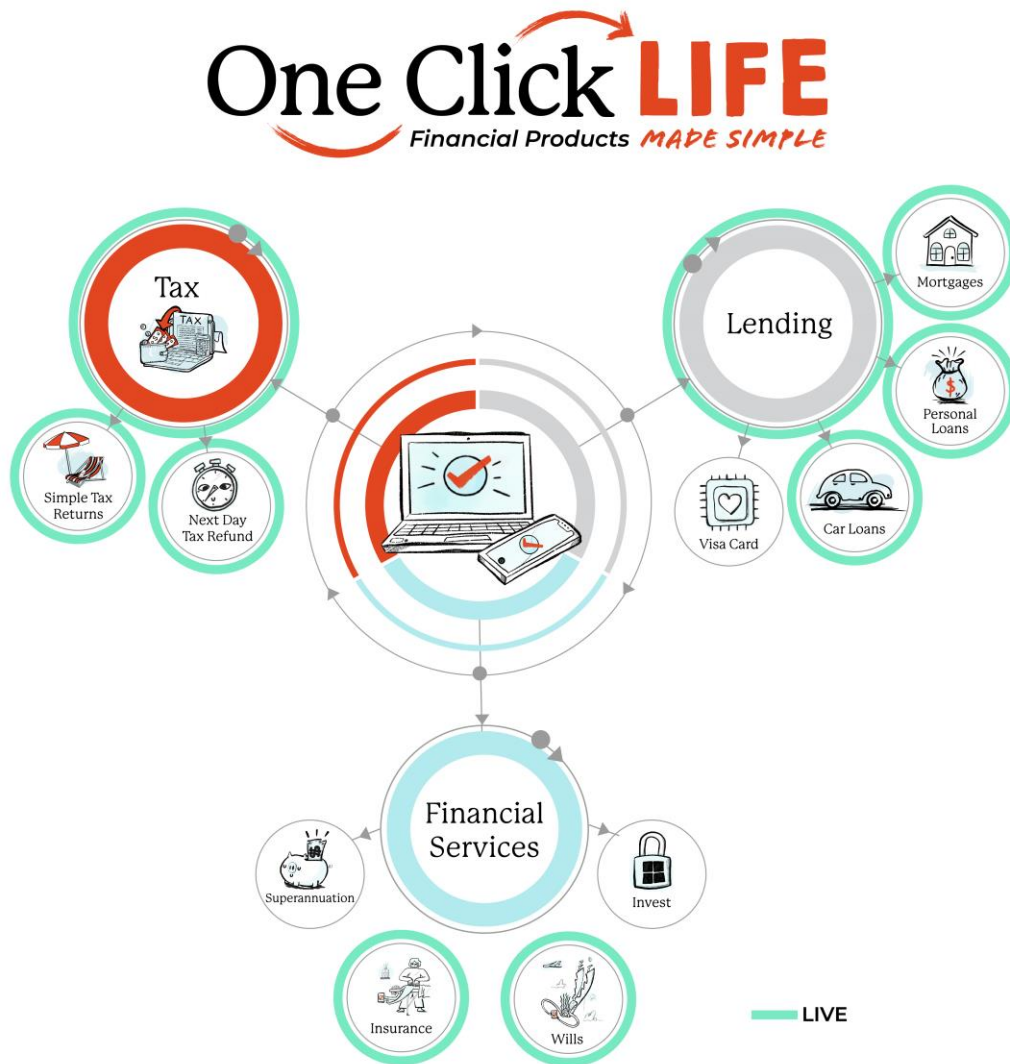 One Click LIFE
Financial Products MADE SIMPLE
Tax
TAX
Simple Tax
Returns
Next Day
Tax Refund
Lending
Mortgages
$
Personal
Loans
Car Loans
Visa Card
Financial
Services
Superannuation
Invest
Insurance
Wills
LIVE